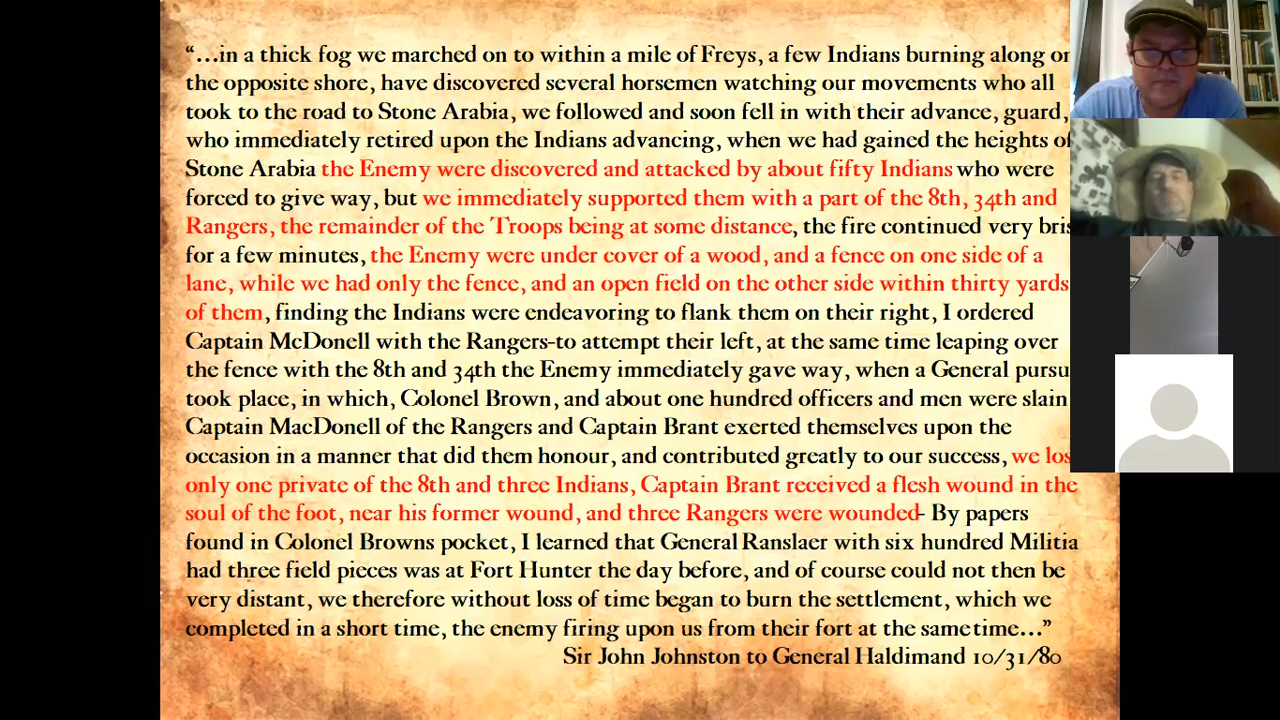 “…in a thick fog we marched on to within a mile of Freys, a few Indians burning along on
the opposite shore, have discovered several horsemen watching our movements who all
took to the road to Stone Arabia, we followed and soon fell in with their advance, guard,
who immediately retired upon the Indians advancing, when we had gained the heights of
Stone Arabia the Enemy were discovered and attacked by about fifty Indians who were
forced to give way, but we immediately supported them with a part of the 8th, 34th and
Rangers, the remainder of the Troops being at some distance, the fire continued very bris
for a few minutes, the Enemy were under cover of a wood, and a fence on one side of a
lane, while we had only the fence, and an open field on the other side within thirty yards
of them, finding the Indians were endeavoring to flank them on their right, I ordered
Captain McDonell with the Rangers-to attempt their left, at the same time leaping over
the fence with the 8th and 34th the Enemy immediately gave way, when a General pursu
took place, in which, Colonel Brown, and about one hundred officers and men were slain
Captain MacDonell of the Rangers and Captain Brant exerted themselves upon the
occasion in a manner that did them honour, and contributed greatly to our success, we los
only one private of the 8th and three Indians, Captain Brant received a flesh wound in the
soul of the foot, near his former wound, and three Rangers were wounded- By papers
found in Colonel Browns pocket, I learned that General Ranslaer with six hundred Militia
had three field pieces was at Fort Hunter the day before, and of course could not then be
very distant, we therefore without loss of time began to burn the settlement, which we
completed in a short time, the enemy firing upon us from their fort at the same time…”
Sir John Johnston to General Haldimand 10/31/80